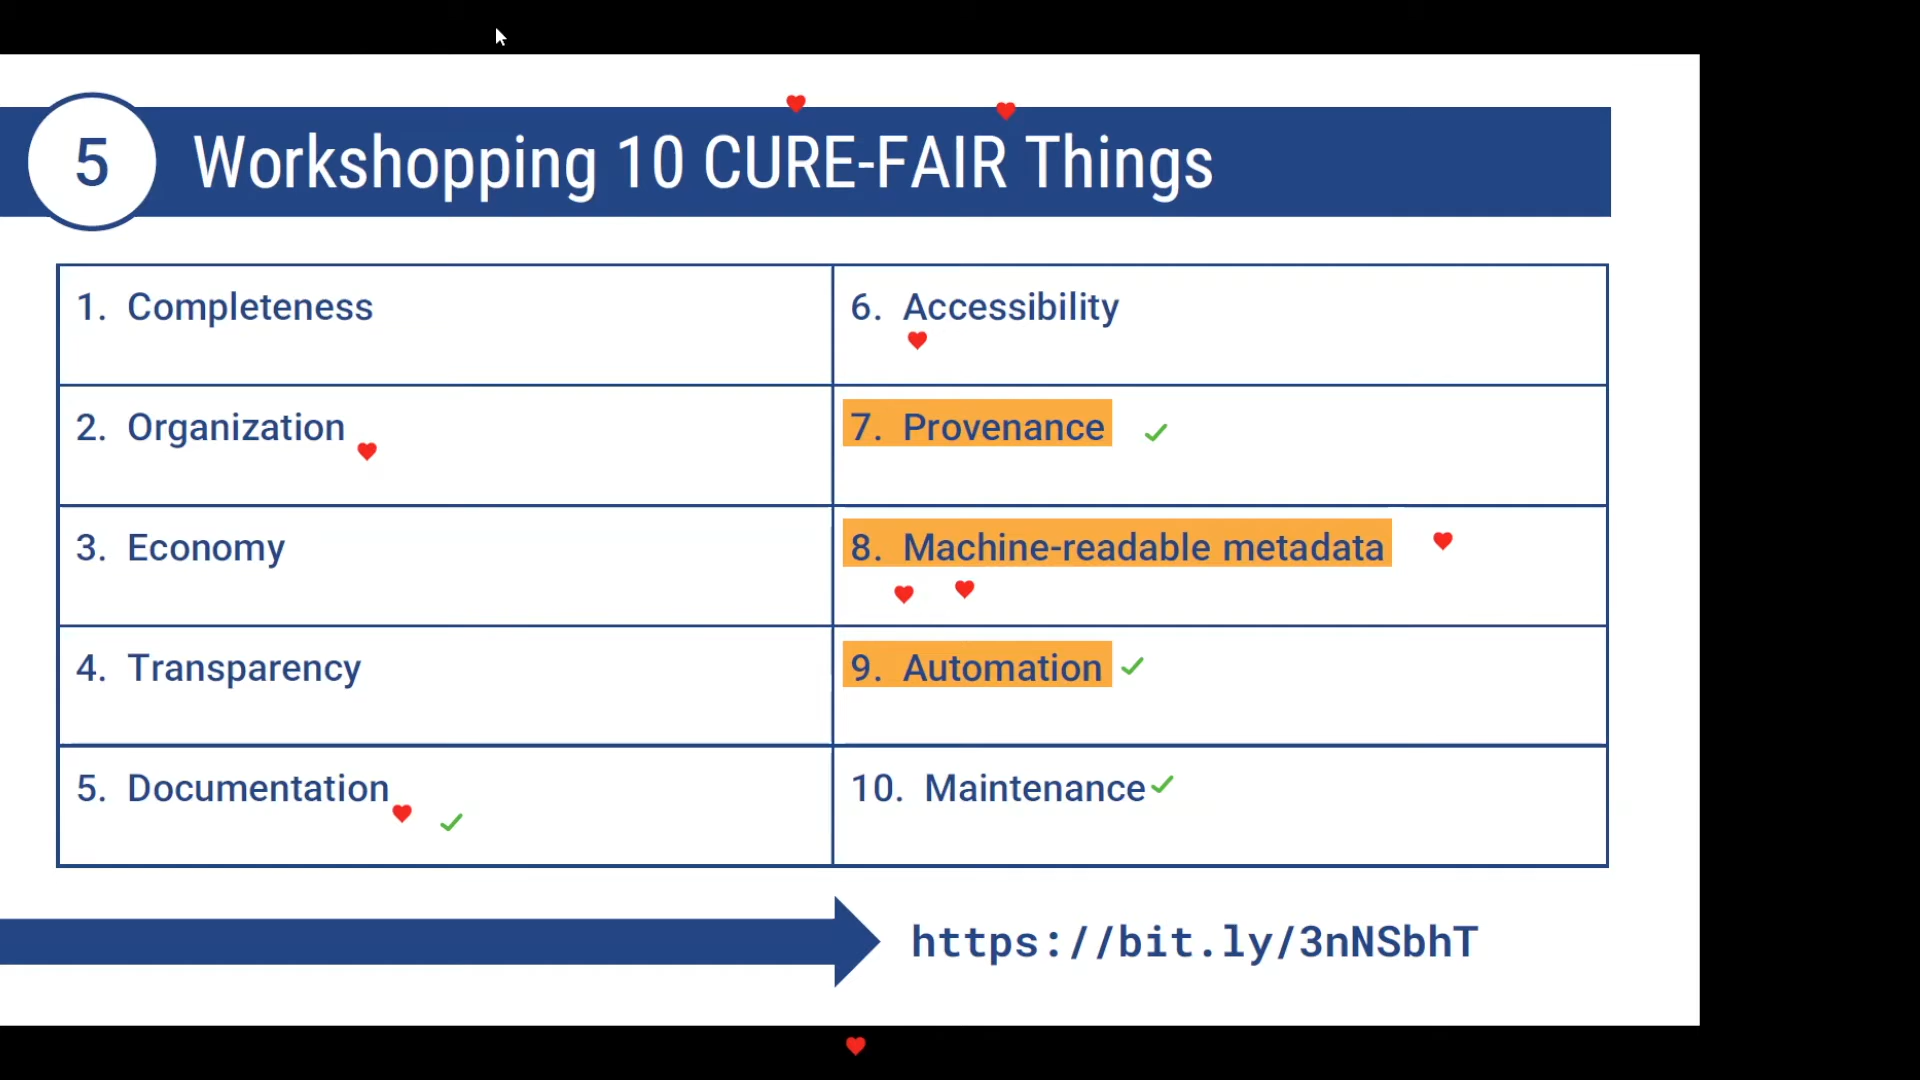 5
Workshopping 10 CURE-FAIR Things
1. Completeness
2. Organization
3. Economy
4. Transparency
5. Documentation
6. Accessibility
7. Provenance
8. Machine-readable metadata
9. Automation
10. Maintenance
https://bit.ly/3nNSbhT